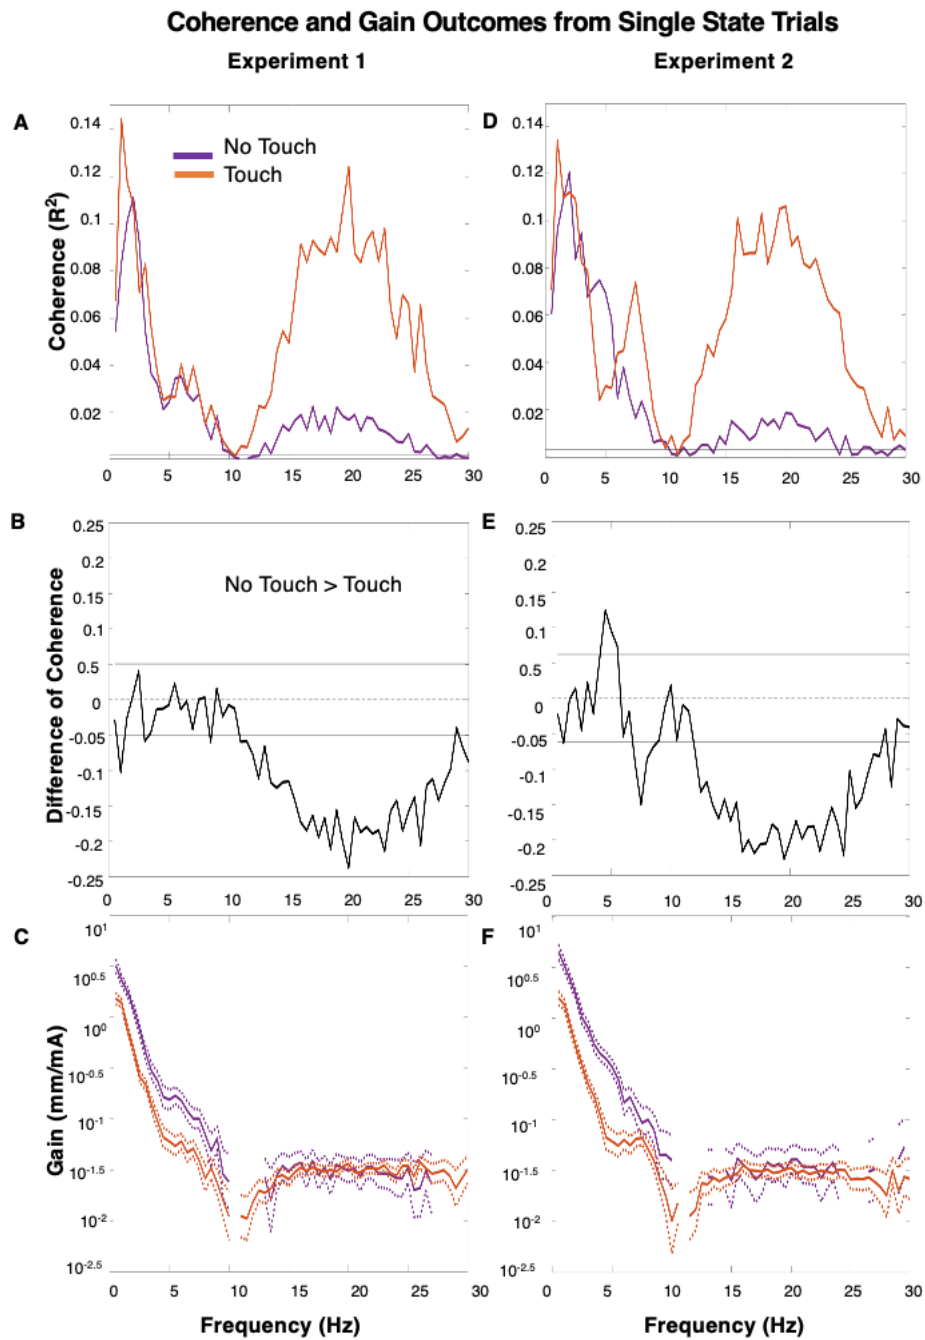 Coherence and Gain Outcomes from Single State Trials
Experiment 1
Experiment 2
A
Coherence (R²)
0.14
0.12
0.1
0.08
0.06
0.04
0.02
No Touch
Touch
0 5 10 15 20 25 30
D
0.14
0.12
0.1
0.08
0.06
0.04
0.02
0 5 10 15 20 25 30
B
Difference of Coherence
0.25
0.2
0.15
0.1
0.5
0
-0.05
-0.1
-0.15
-0.2
-0.25
No Touch > Touch
0 5 10 15 20 25 30
E
0.25
0.2
0.15
0.1
0.05
0
-0.05
-0.1
-0.15
-0.2
-0.25
0 5 10 15 20 25 30
C
Gain (mm/mA)
10¹
10⁰·⁵
10⁰
10⁻⁰·⁵
10⁻¹
10⁻¹·⁵
10⁻²
10⁻²·⁵
0 5 10 15 20 25 30
Frequency (Hz)
F
10¹
10⁰·⁵
10⁰
10⁻⁰·⁵
10⁻¹
10⁻¹·⁵
10⁻²
10⁻²·⁵
0 5 10 15 20 25 30
Frequency (Hz)